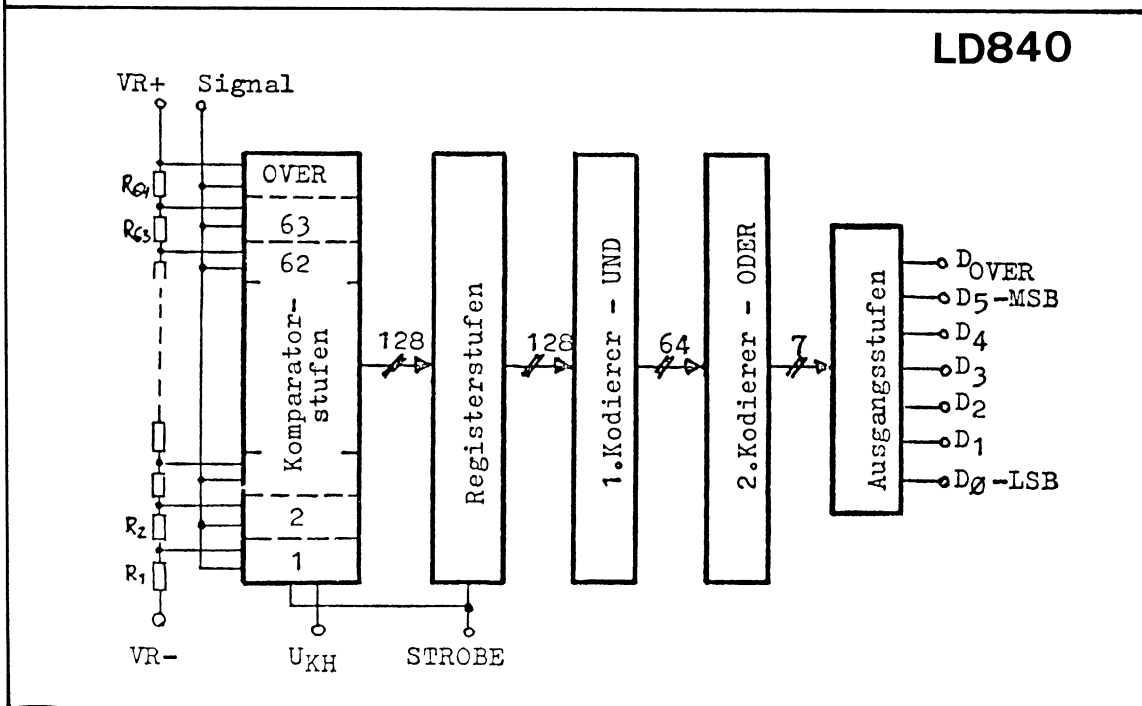 LD840
VR+ Signal
OVER
R64
63
R63
62
Komparator-
stufen
128
Registerstufen
128
1.Kodierer - UND
64
2.Kodierer - ODER
7
Ausgangsstufen
DOVER
D5-MSB
D4
D3
D2
D1
DØ-LSB
2
R2
1
R1
VR-
UKH
STROBE